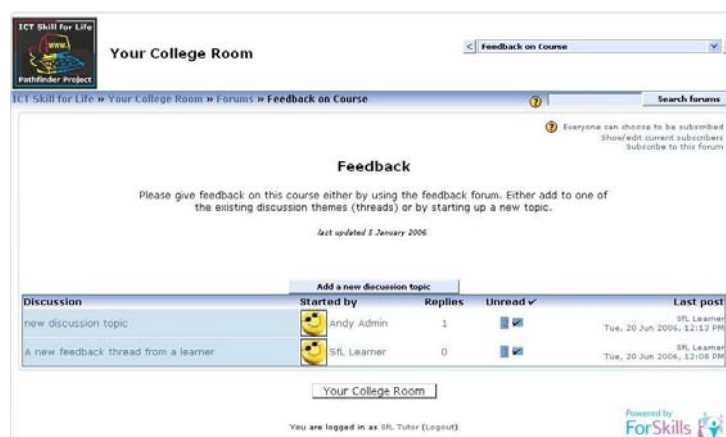 ICT Skill for Life
WWW.
Pathfinder Project
Your College Room
< Feedback on Course
ICT Skill for Life » Your College Room » Forums » Feedback on Course
? Search forums
? Everyone can choose to be subscribed
Show/edit current subscribers
Subscribe to this forum
Feedback
Please give feedback on this course either by using the feedback forum. Either add to one of
the existing discussion themes (threads) or by starting up a new topic.
last updated 5 January 2006
Add a new discussion topic
Discussion Started by Replies Unread ✓ Last post
new discussion topic Andy Admin 1 SfL Learner
Tue, 20 Jun 2006, 12:13 PM
A new feedback thread from a learner SfL Learner 0 SfL Learner
Tue, 20 Jun 2006, 12:08 PM
Your College Room
You are logged in as SfL Tutor (Logout)
Powered by
ForSkills